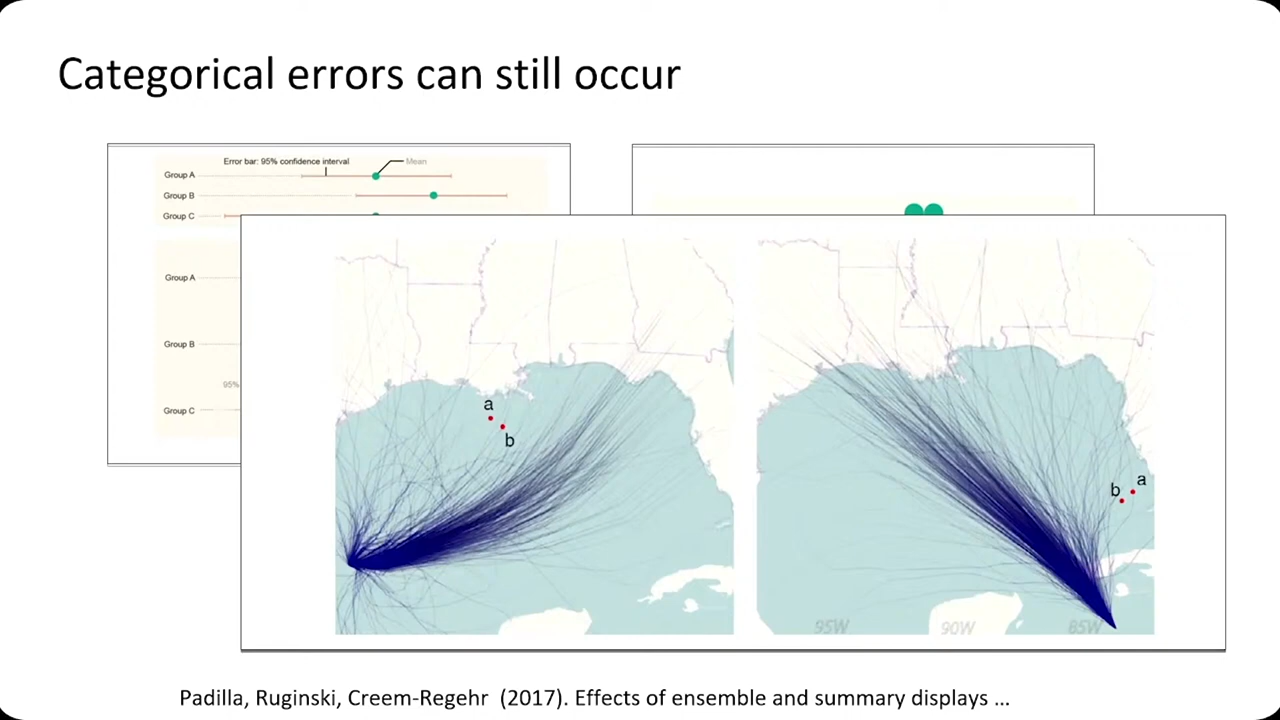 Categorical errors can still occur
Error bar: 95% confidence interval
Mean
Group A
Group B
Group C
Group A
Group B
95%
Group C
a
b
b
a
95W
90W
85W
Padilla, Ruginski, Creem-Regehr (2017). Effects of ensemble and summary displays ...